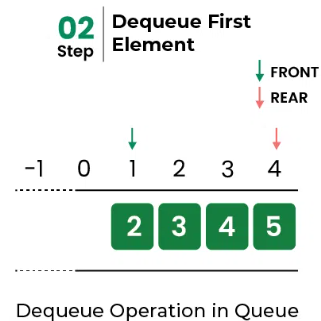 02
Step
Dequeue First
Element
FRONT
REAR
-1 0 1 2 3 4
2 3 4 5
Dequeue Operation in Queue